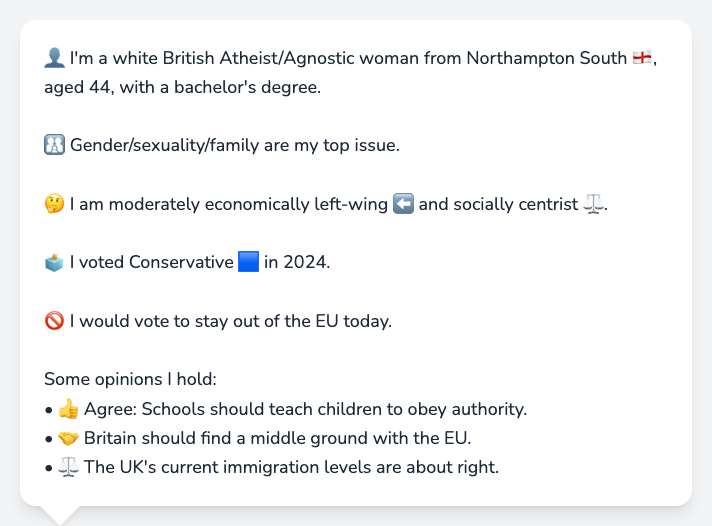 👤 I'm a white British Atheist/Agnostic woman from Northampton South 🏴󠁧󠁢󠁥󠁮󠁧󠁿,
aged 44, with a bachelor's degree.
🚻 Gender/sexuality/family are my top issue.
🤔 I am moderately economically left-wing ⬅️ and socially centrist ⚖️.
🗳️ I voted Conservative 🟦 in 2024.
🚫 I would vote to stay out of the EU today.
Some opinions I hold:
• 👍 Agree: Schools should teach children to obey authority.
• 🤝 Britain should find a middle ground with the EU.
• ⚖️ The UK's current immigration levels are about right.